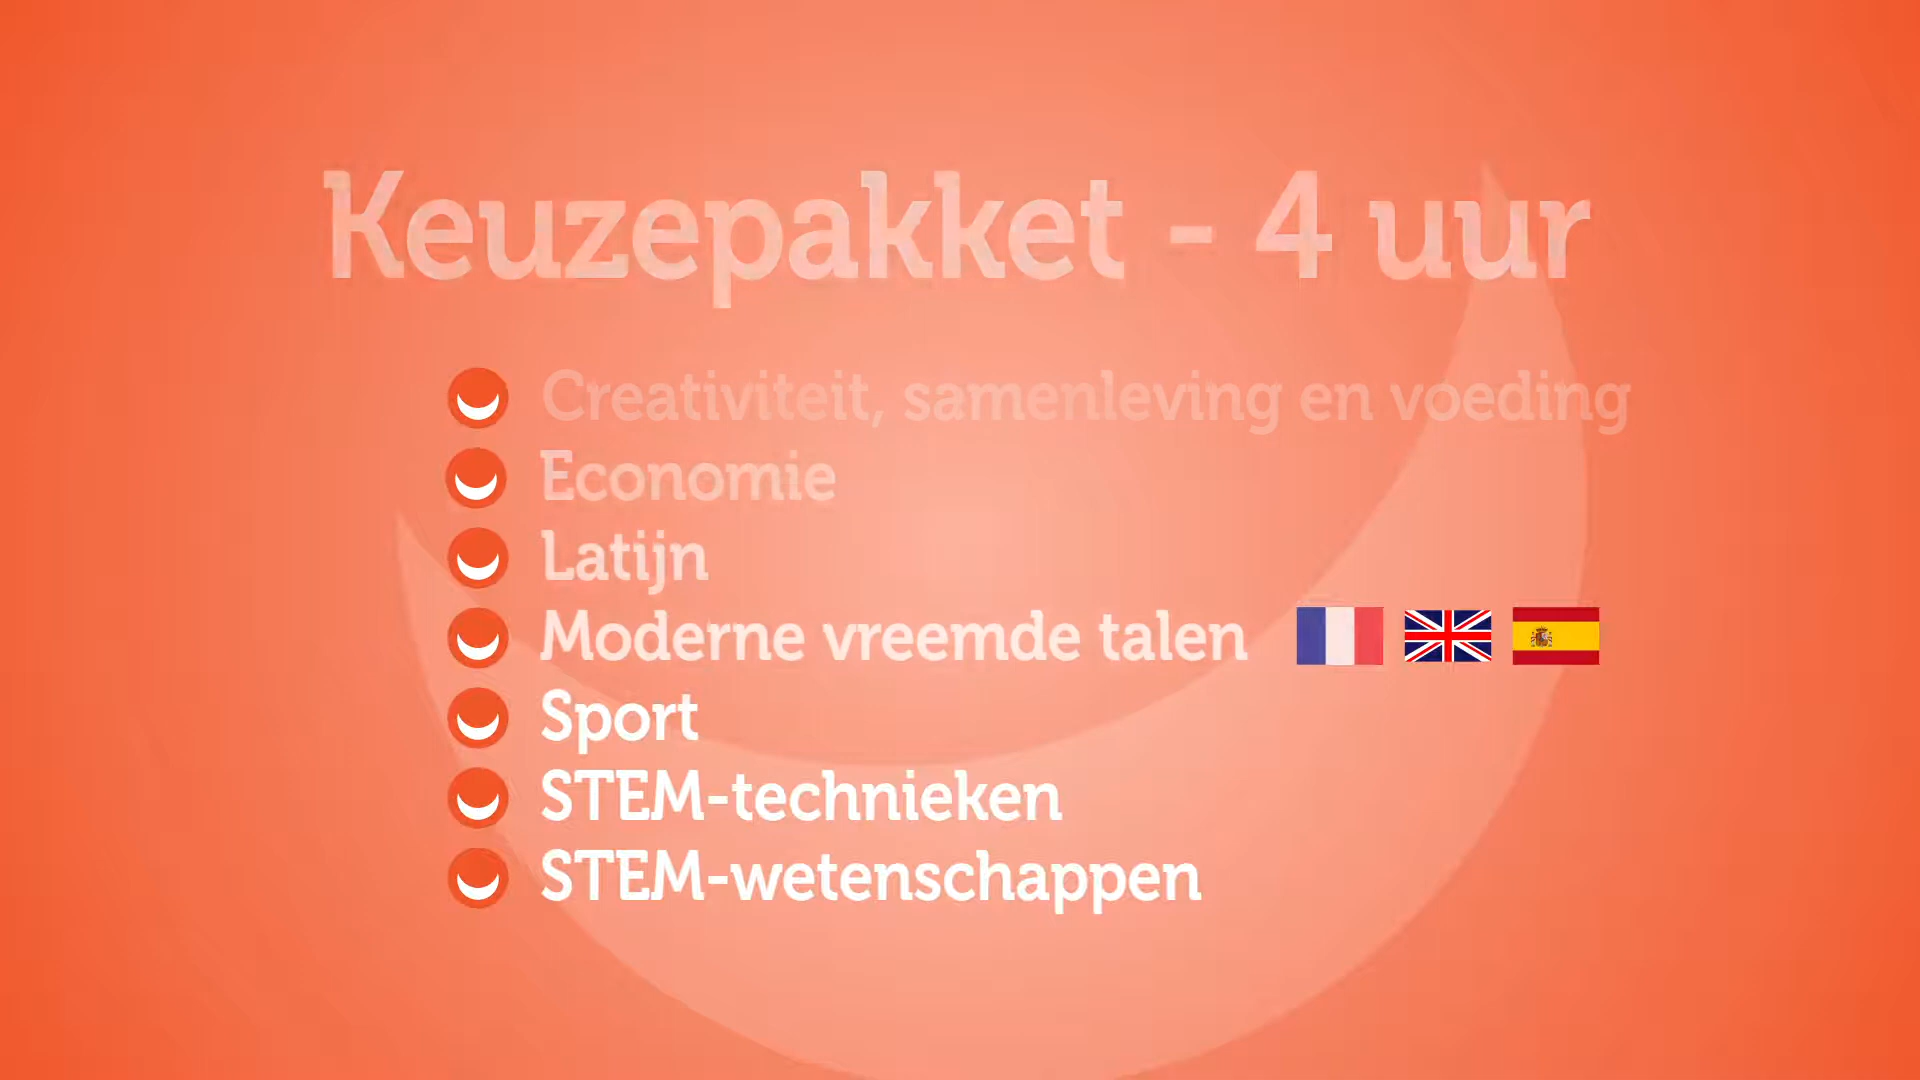 Keuzepakket - 4 uur
Creativiteit, samenleving en voeding
Economie
Latijn
Moderne vreemde talen
Sport
STEM-technieken
STEM-wetenschappen